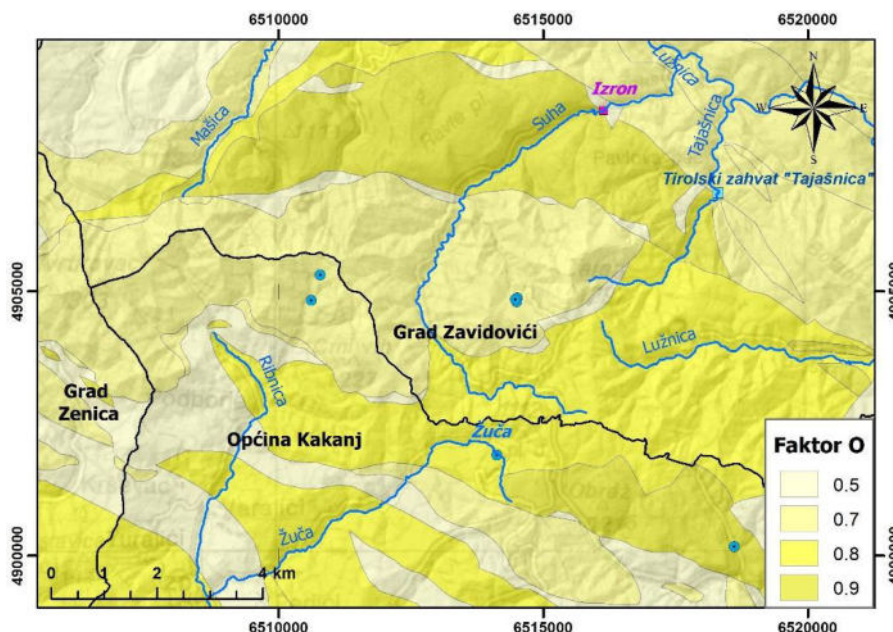 6510000 6515000 6520000
Lužnica
N
W E
S
Izron
Mašica
Suha
Tajašnica
Tirolski zahvat "Tajašnica"
4905000
4905000
Grad Zavidovići
Lužnica
Ribnica
Grad
Zenica
Općina Kakanj
Žuča
Žuča
4900000
Faktor O
0.5
0.7
0.8
0.9
0 1 2 4 km
6510000 6515000 6520000